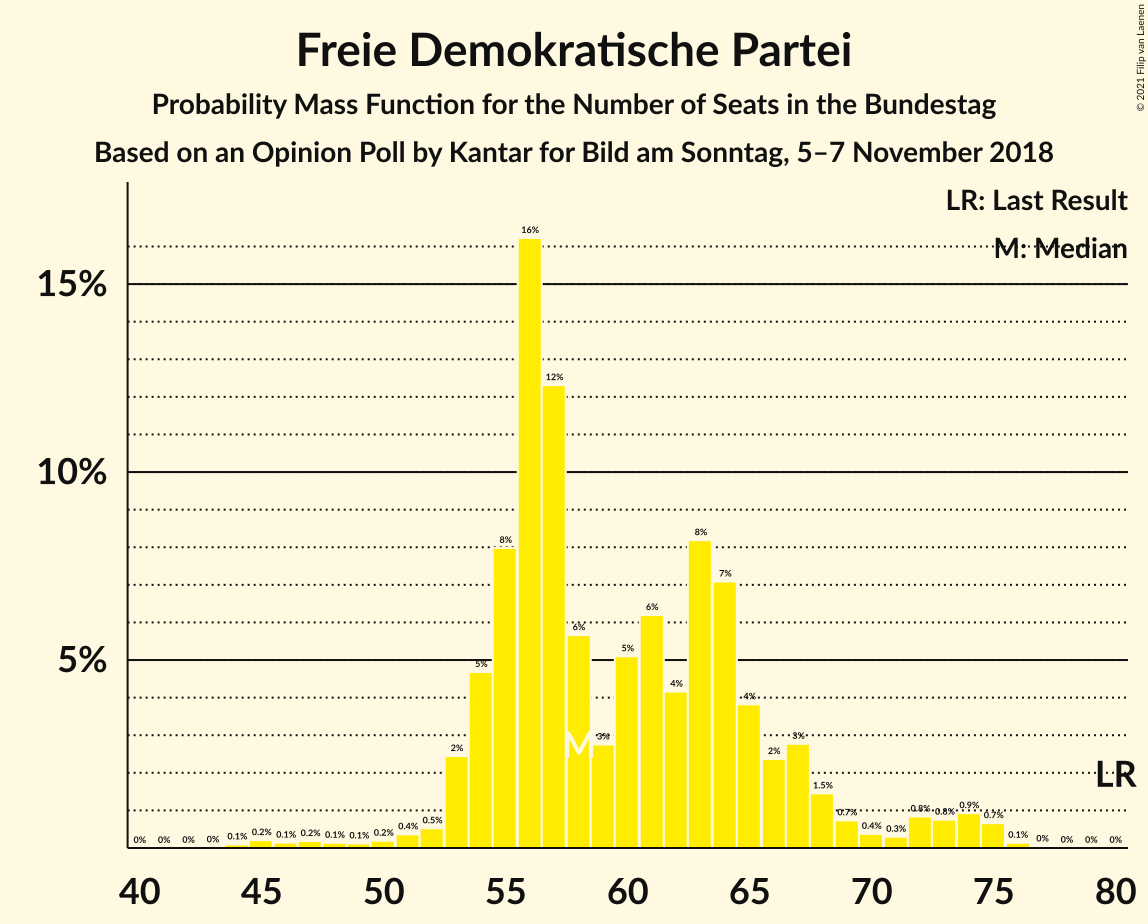 Freie Demokratische Partei
Probability Mass Function for the Number of Seats in the Bundestag
Based on an Opinion Poll by Kantar for Bild am Sonntag, 5–7 November 2018
© 2021 Filip van Laenen
LR: Last Result
M: Median
15%
10%
5%
0% 0% 0% 0% 0.1% 0.2% 0.1% 0.2% 0.1% 0.1% 0.2% 0.4% 0.5% 2% 5% 8% 16% 12% 6% 3% 5% 6% 4% 8% 7% 4% 2% 3% 1.5% 0.7% 0.4% 0.3% 0.8% 0.8% 0.9% 0.7% 0.1% 0% 0% 0% 0%
M
LR
40 45 50 55 60 65 70 75 80